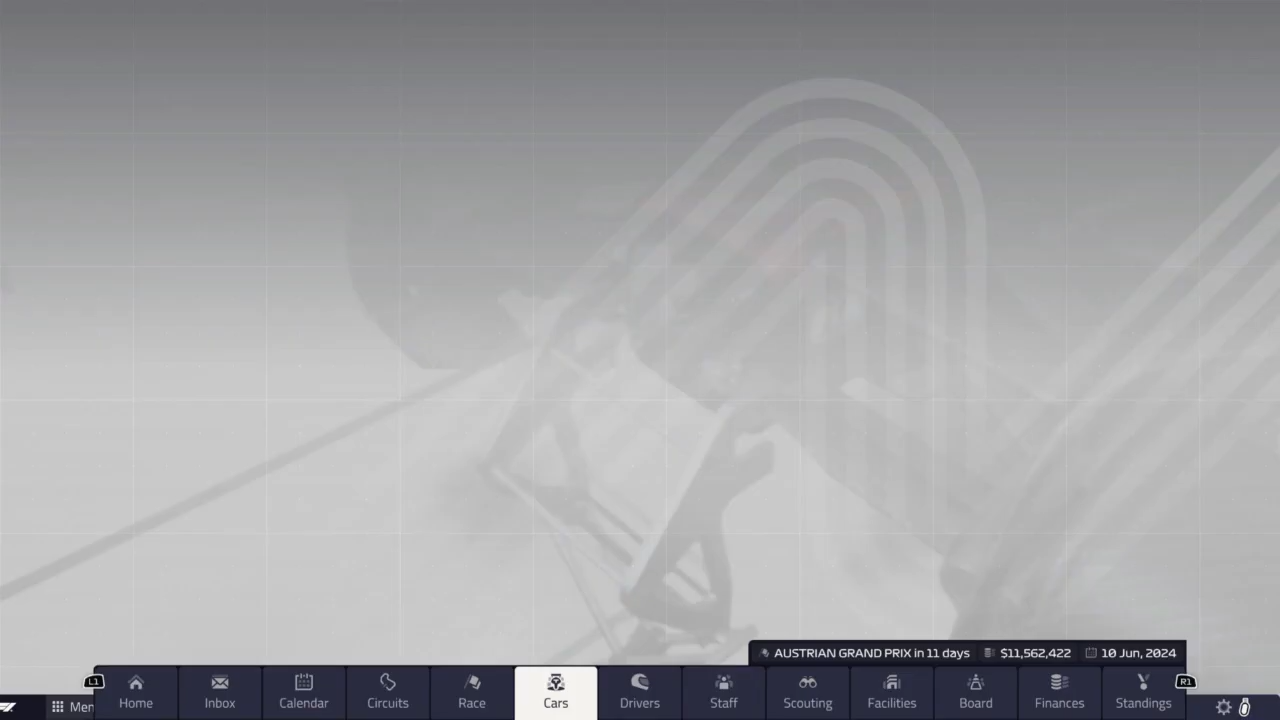 AUSTRIAN GRAND PRIX in 11 days $11,562,422 10 Jun, 2024
L1 R1
Men Home Inbox Calendar Circuits Race Cars Drivers Staff Scouting Facilities Board Finances Standings